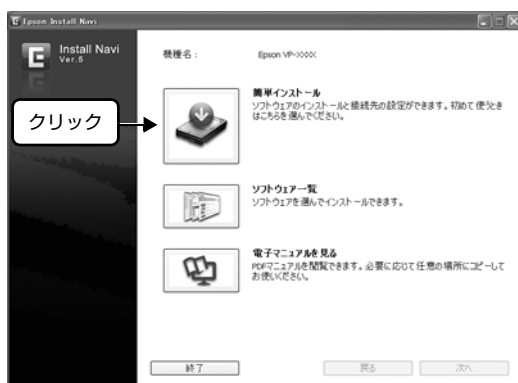 Epson Install Navi
Install Navi
Ver.5
機種名：
Epson VP-XXXX
クリック
簡単インストール
ソフトウェアのインストールと接続先の設定ができます。初めて使うとき
はこちらを選んでください。
ソフトウェア一覧
ソフトウェアを選んでインストールできます。
電子マニュアルを見る
PDFマニュアルを閲覧できます。必要に応じて任意の場所にコピーして
お使いください。
終了
戻る
次へ